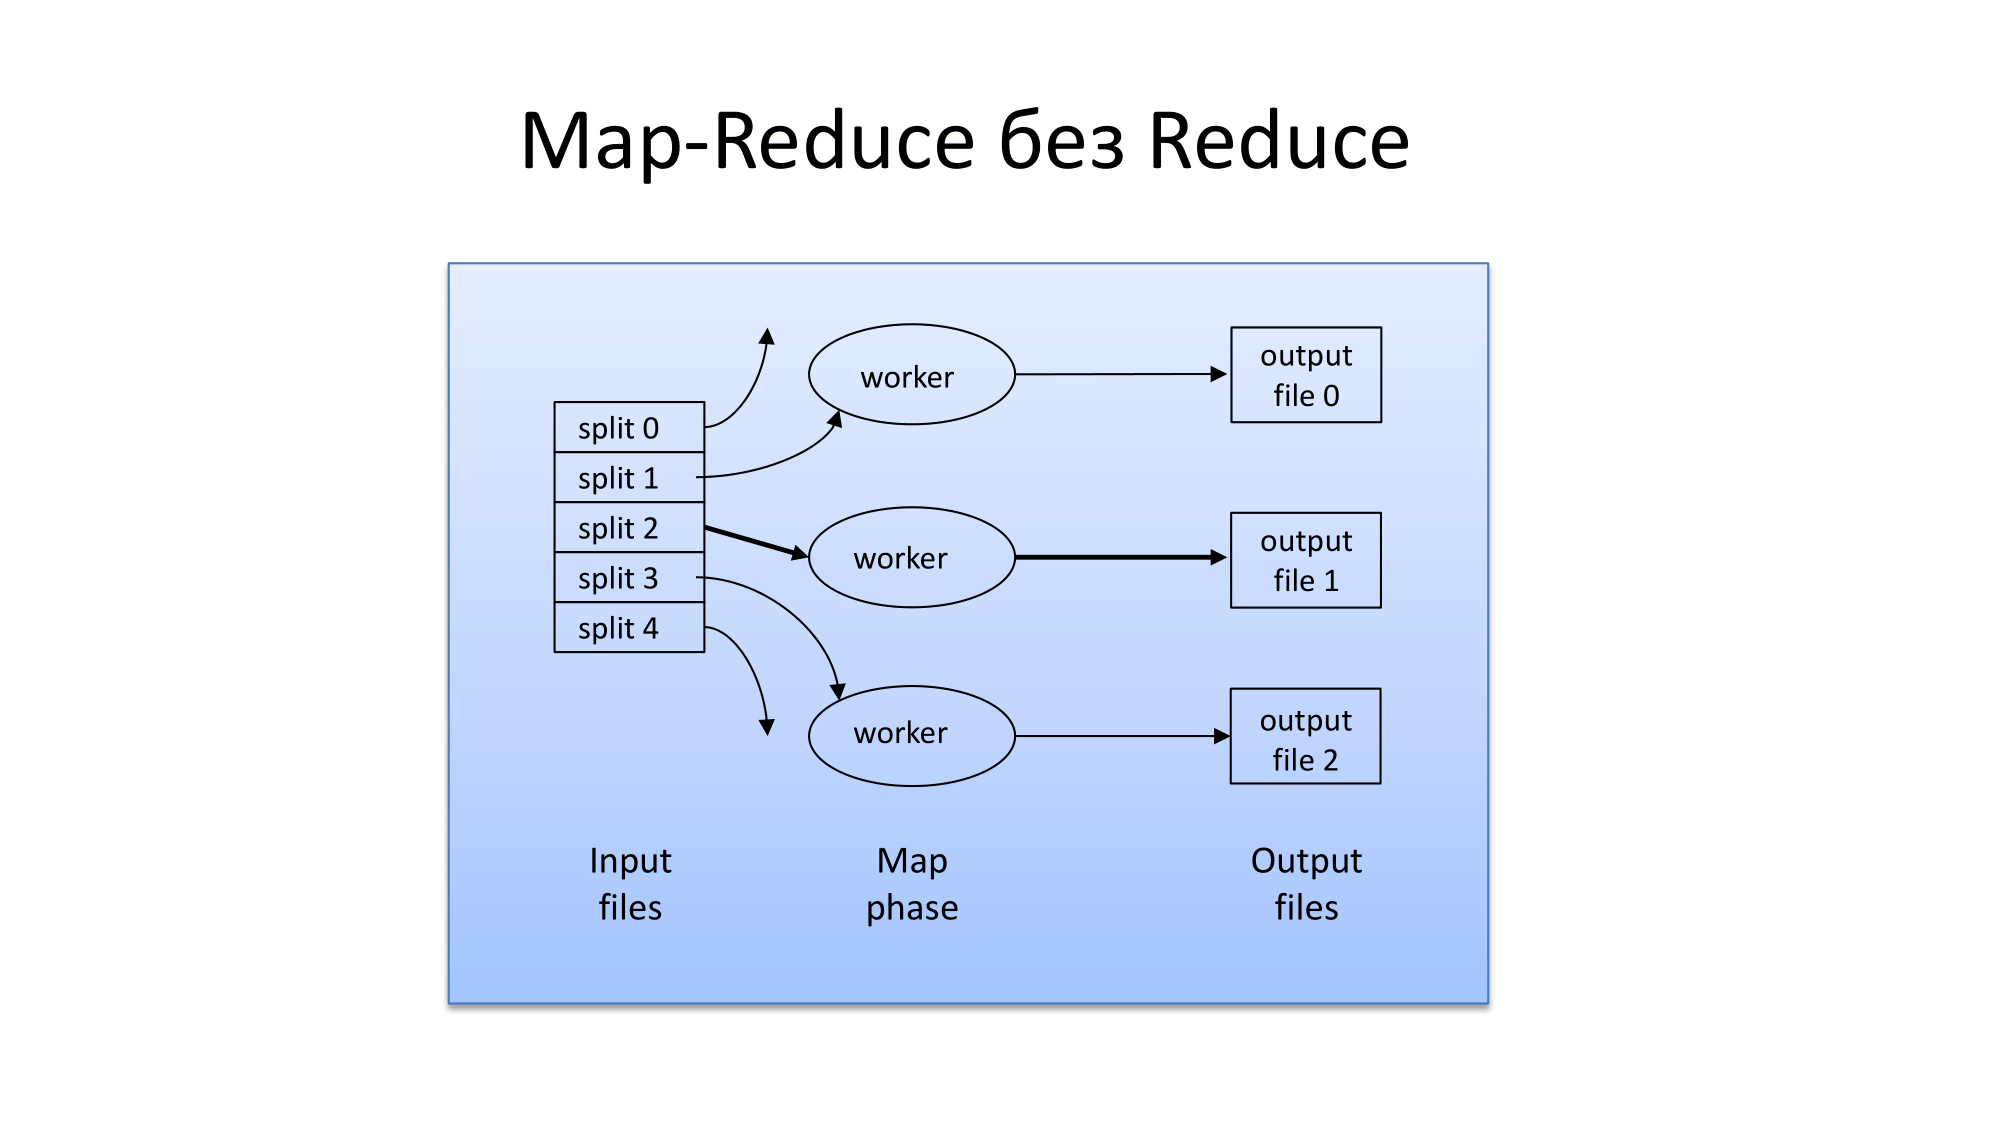 Map-Reduce без Reduce
split 0
split 1
split 2
split 3
split 4
worker
worker
worker
output
file 0
output
file 1
output
file 2
Input
files
Map
phase
Output
files